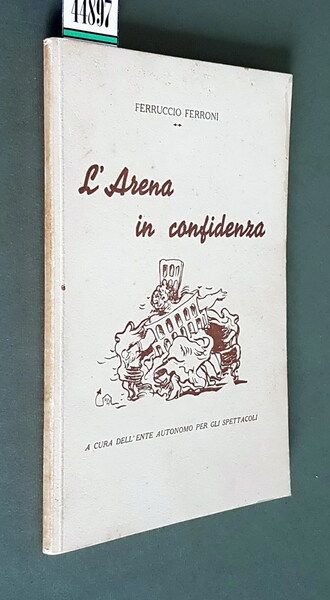 44897
FERRUCCIO FERRONI
L'Arena
in confidenza
A CURA DELL'ENTE AUTONOMO PER GLI SPETTACOLI